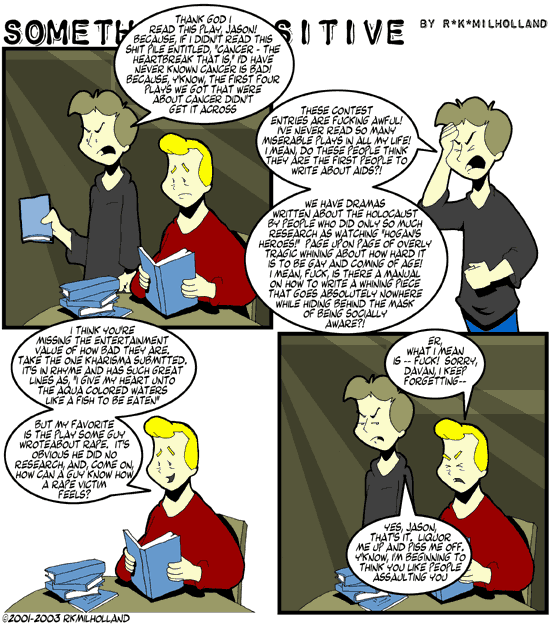 SOMETH SITIVE
BY R*K*MILHOLLAND
THANK GOD I
READ THIS PLAY, JASON!
BECAUSE, IF I DIDN'T READ THIS
SHIT PILE ENTITLED, "CANCER - THE
HEARTBREAK THAT IS," I'D HAVE
NEVER KNOWN CANCER IS BAD!
BECAUSE, Y'KNOW, THE FIRST FOUR
PLAYS WE GOT THAT WERE
ABOUT CANCER DIDN'T
GET IT ACROSS
THESE CONTEST
ENTRIES ARE FUCKING AWFUL!
I'VE NEVER READ SO MANY
MISERABLE PLAYS IN ALL MY LIFE!
I MEAN, DO THESE PEOPLE THINK
THEY ARE THE FIRST PEOPLE TO
WRITE ABOUT AIDS?!
WE HAVE DRAMAS
WRITTEN ABOUT THE HOLOCAUST
BY PEOPLE WHO DID ONLY SO MUCH
RESEARCH AS WATCHING "HOGAN'S
HEROES!" PAGE UPON PAGE OF OVERLY
TRAGIC WHINING ABOUT HOW HARD IT
IS TO BE GAY AND COMING OF AGE!
I MEAN, FUCK, IS THERE A MANUAL
ON HOW TO WRITE A WHINING PIECE
THAT GOES ABSOLUTELY NOWHERE
WHILE HIDING BEHIND THE MASK
OF BEING SOCIALLY
AWARE?!
I THINK YOU'RE
MISSING THE ENTERTAINMENT
VALUE OF HOW BAD THEY ARE.
TAKE THE ONE KHARISMA SUBMITTED.
IT'S IN RHYME AND HAS SUCH GREAT
LINES AS, "I GIVE MY HEART UNTO
THE AQUA COLORED WATERS
LIKE A FISH TO BE EATEN"
BUT MY FAVORITE
IS THE PLAY SOME GUY
WROTEABOUT RAPE. IT'S
OBVIOUS HE DID NO
RESEARCH, AND, COME ON,
HOW CAN A GUY KNOW HOW
A RAPE VICTIM
FEELS?
ER,
WHAT I MEAN
IS -- FUCK! SORRY,
DAVAN, I KEEP
FORGETTING--
YES, JASON,
THAT'S IT. LIQUOR
ME UP AND PISS ME OFF.
Y'KNOW, I'M BEGINNING TO
THINK YOU LIKE PEOPLE
ASSAULTING YOU
©2001-2003 RKMILHOLLAND